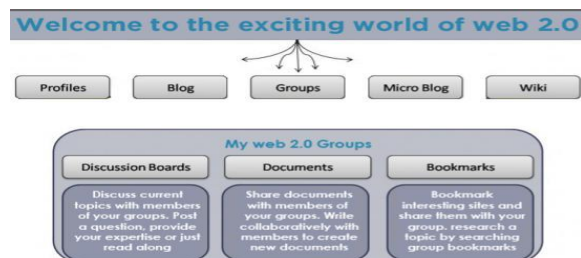 Welcome to the exciting world of web 2.0
Profiles
Blog
Groups
Micro Blog
Wiki
My web 2.0 Groups
Discussion Boards
Documents
Bookmarks
Discuss current
topics with members
of your groups. Post
a question, provide
your expertise or just
read along
Share documents
with members of
your groups. Write
collaboratively with
members to create
new documents
Bookmark
interesting sites and
share them with your
group. research a
topic by searching
group bookmarks